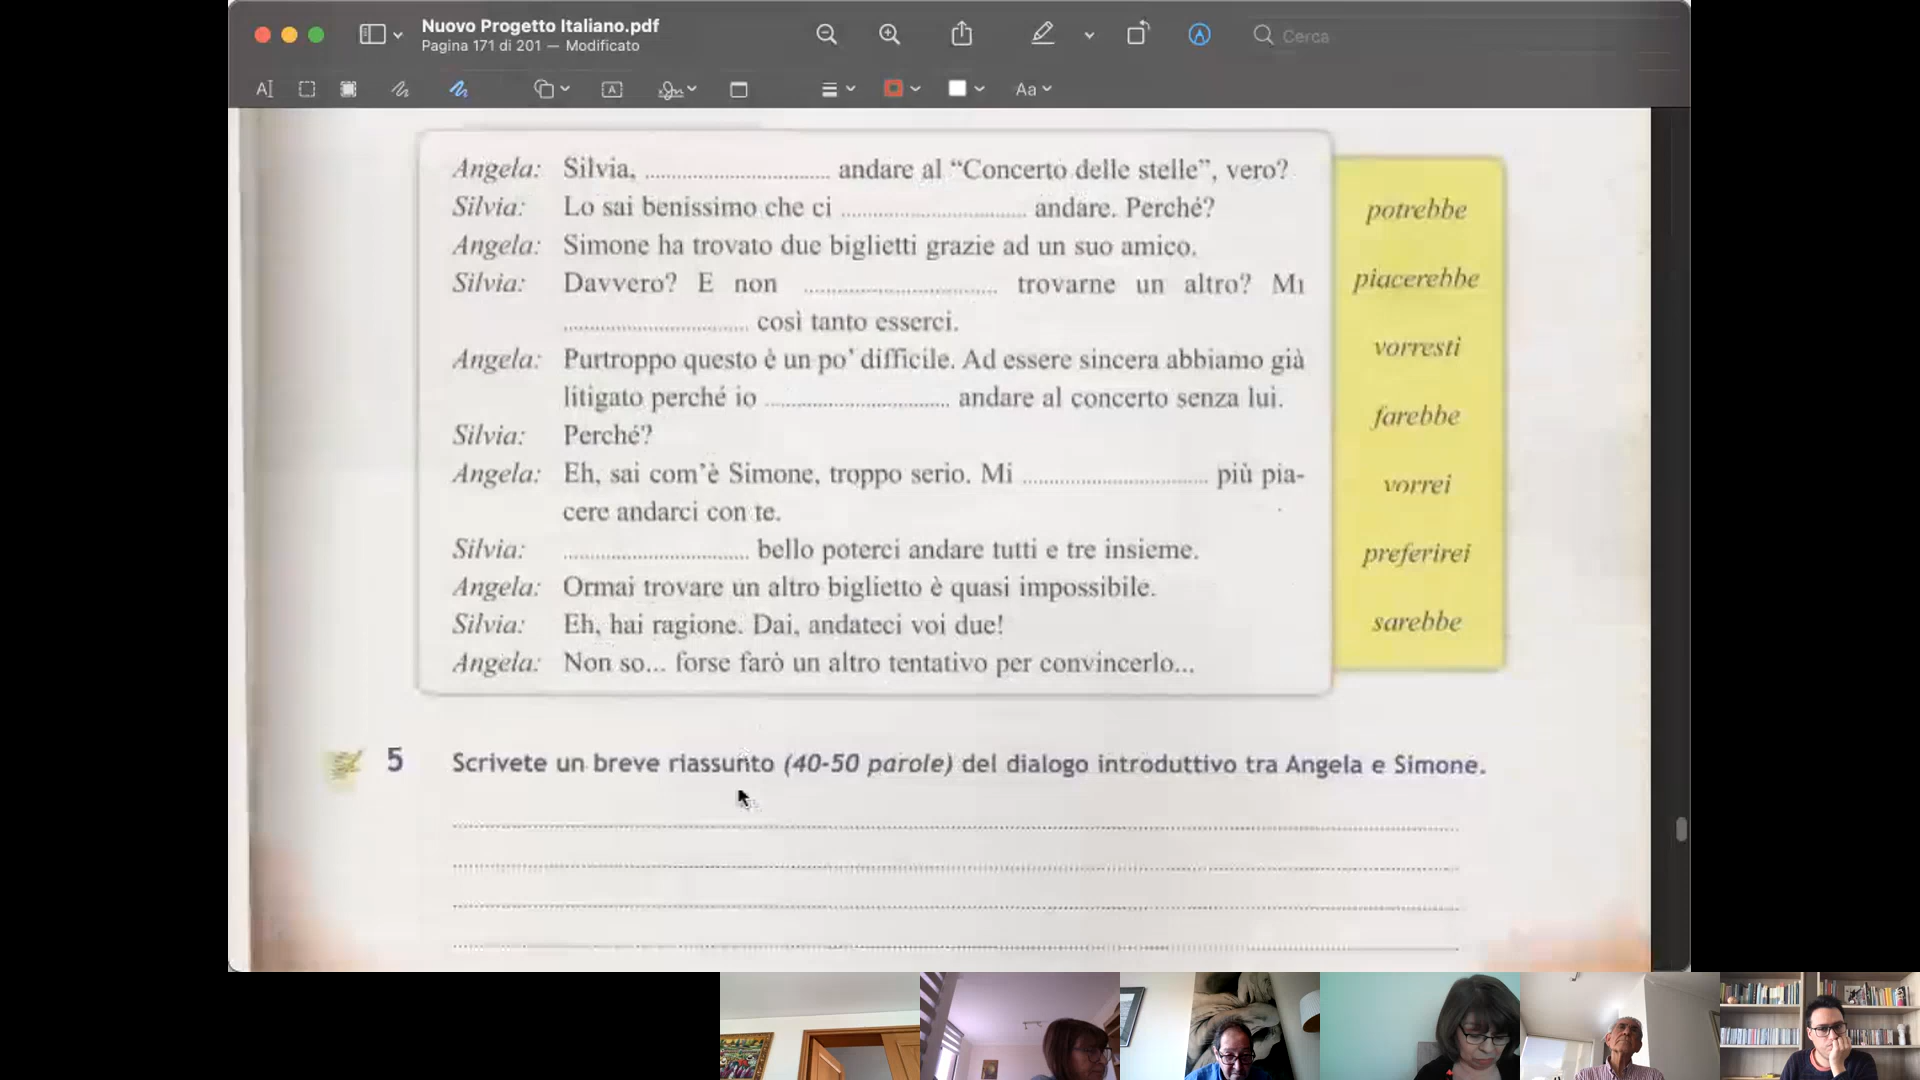 Nuovo Progetto Italiano.pdf
Pagina 171 di 201 — Modificato
Cerca
Aa
Angela: Silvia, .............................. andare al “Concerto delle stelle”, vero?
Silvia: Lo sai benissimo che ci .............................. andare. Perché?
Angela: Simone ha trovato due biglietti grazie ad un suo amico.
Silvia: Davvero? E non .............................. trovarne un altro? Mi
.............................. così tanto esserci.
Angela: Purtroppo questo è un po’ difficile. Ad essere sincera abbiamo già
litigato perché io .............................. andare al concerto senza lui.
Silvia: Perché?
Angela: Eh, sai com’è Simone, troppo serio. Mi .............................. più pia-
cere andarci con te.
Silvia: .............................. bello poterci andare tutti e tre insieme.
Angela: Ormai trovare un altro biglietto è quasi impossibile.
Silvia: Eh, hai ragione. Dai, andateci voi due!
Angela: Non so... forse farò un altro tentativo per convincerlo...
potrebbe
piacerebbe
vorresti
farebbe
vorrei
preferirei
sarebbe
5 Scrivete un breve riassunto (40-50 parole) del dialogo introduttivo tra Angela e Simone.